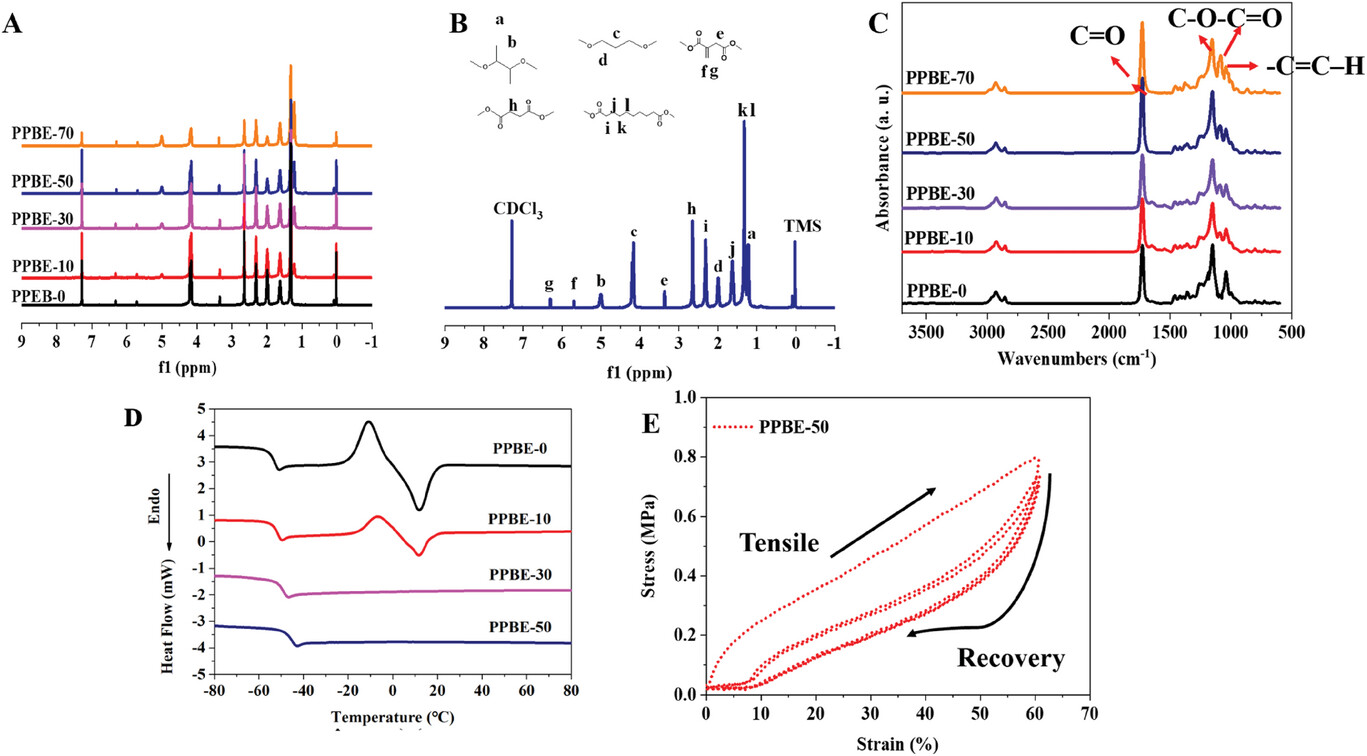 A
PPBE-70
PPBE-50
PPBE-30
PPBE-10
PPEB-0
9 8 7 6 5 4 3 2 1 0 -1
f1 (ppm)
B
a
b
c
d
e
f g
h
j l
i k
O O
O O O O
O O O O
O O O O
CDCl3
g f b c e h i d j k l a
TMS
9 8 7 6 5 4 3 2 1 0 -1
f1 (ppm)
C
C=O
C-O-C=O
-C=C-H
PPBE-70
PPBE-50
PPBE-30
PPBE-10
PPBE-0
Absorbance (a. u.)
3500 3000 2500 2000 1500 1000 500
Wavenumbers (cm-1)
D
5
4
3
2
1
0
-1
-2
-3
-4
-5
Heat Flow (mW)
Endo
PPBE-0
PPBE-10
PPBE-30
PPBE-50
-80 -60 -40 -20 0 20 40 60 80
Temperature (°C)
E
PPBE-50
1.0
0.8
0.6
0.4
0.2
0.0
Stress (MPa)
Tensile
Recovery
0 10 20 30 40 50 60 70
Strain (%)